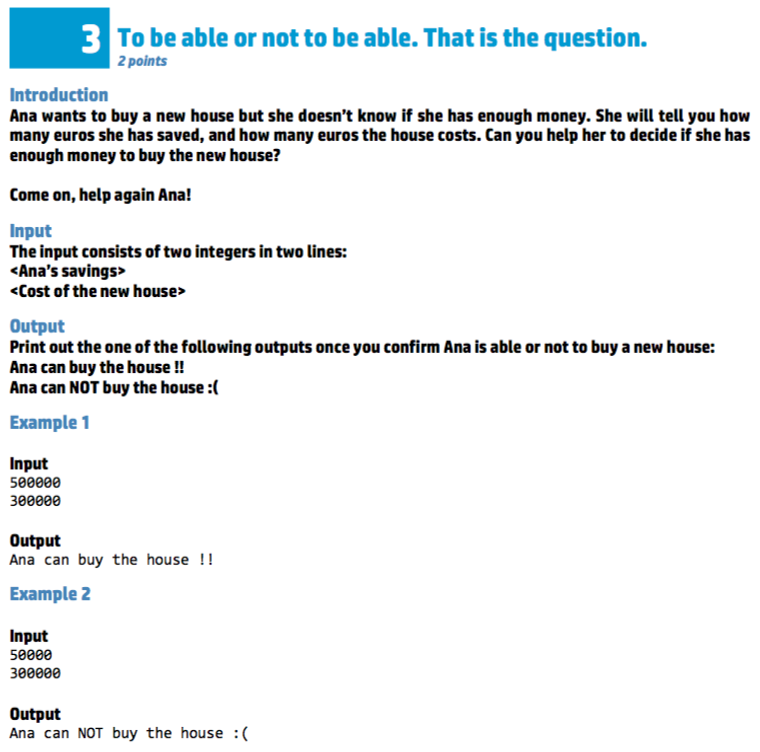 3 To be able or not to be able. That is the question.
2 points
Introduction
Ana wants to buy a new house but she doesn't know if she has enough money. She will tell you how
many euros she has saved, and how many euros the house costs. Can you help her to decide if she has
enough money to buy the new house?
Come on, help again Ana!
Input
The input consists of two integers in two lines:
<Ana's savings>
<Cost of the new house>
Output
Print out the one of the following outputs once you confirm Ana is able or not to buy a new house:
Ana can buy the house !!
Ana can NOT buy the house :(
Example 1
Input
500000
300000
Output
Ana can buy the house !!
Example 2
Input
50000
300000
Output
Ana can NOT buy the house :(